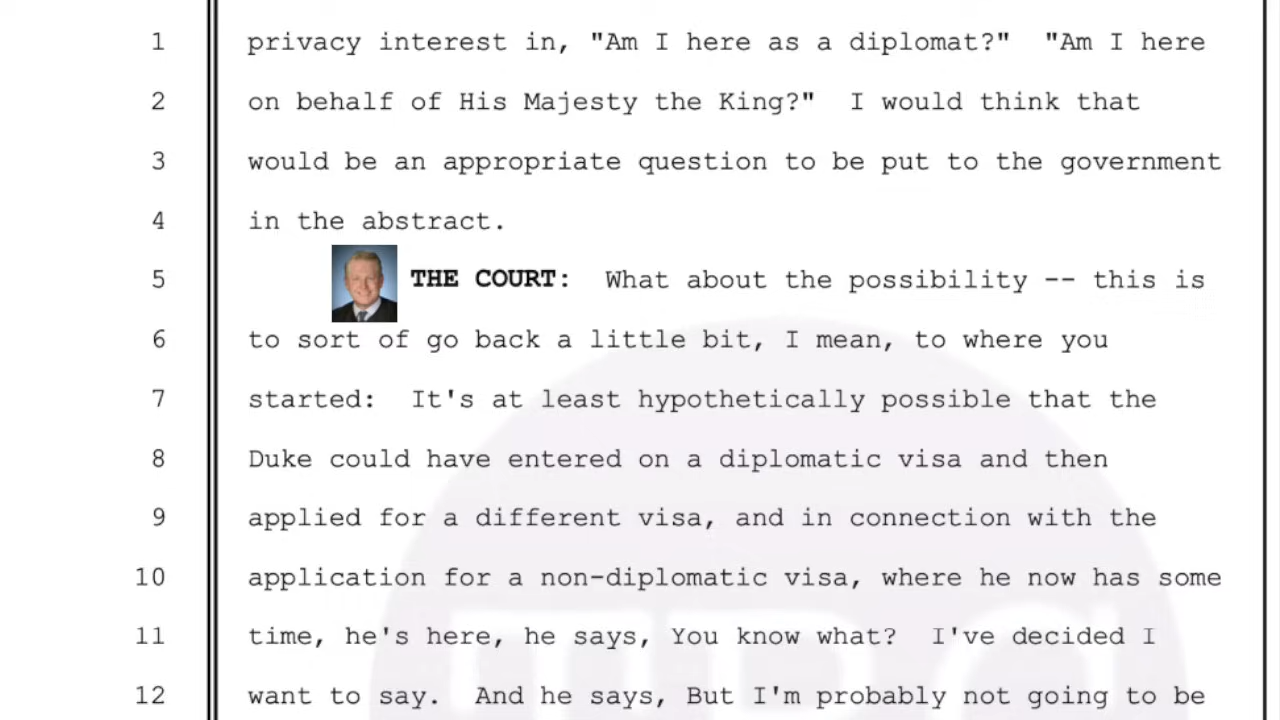 1 privacy interest in, "Am I here as a diplomat?" "Am I here
2 on behalf of His Majesty the King?" I would think that
3 would be an appropriate question to be put to the government
4 in the abstract.
5 THE COURT: What about the possibility -- this is
6 to sort of go back a little bit, I mean, to where you
7 started: It's at least hypothetically possible that the
8 Duke could have entered on a diplomatic visa and then
9 applied for a different visa, and in connection with the
10 application for a non-diplomatic visa, where he now has some
11 time, he's here, he says, You know what? I've decided I
12 want to say. And he says, But I'm probably not going to be